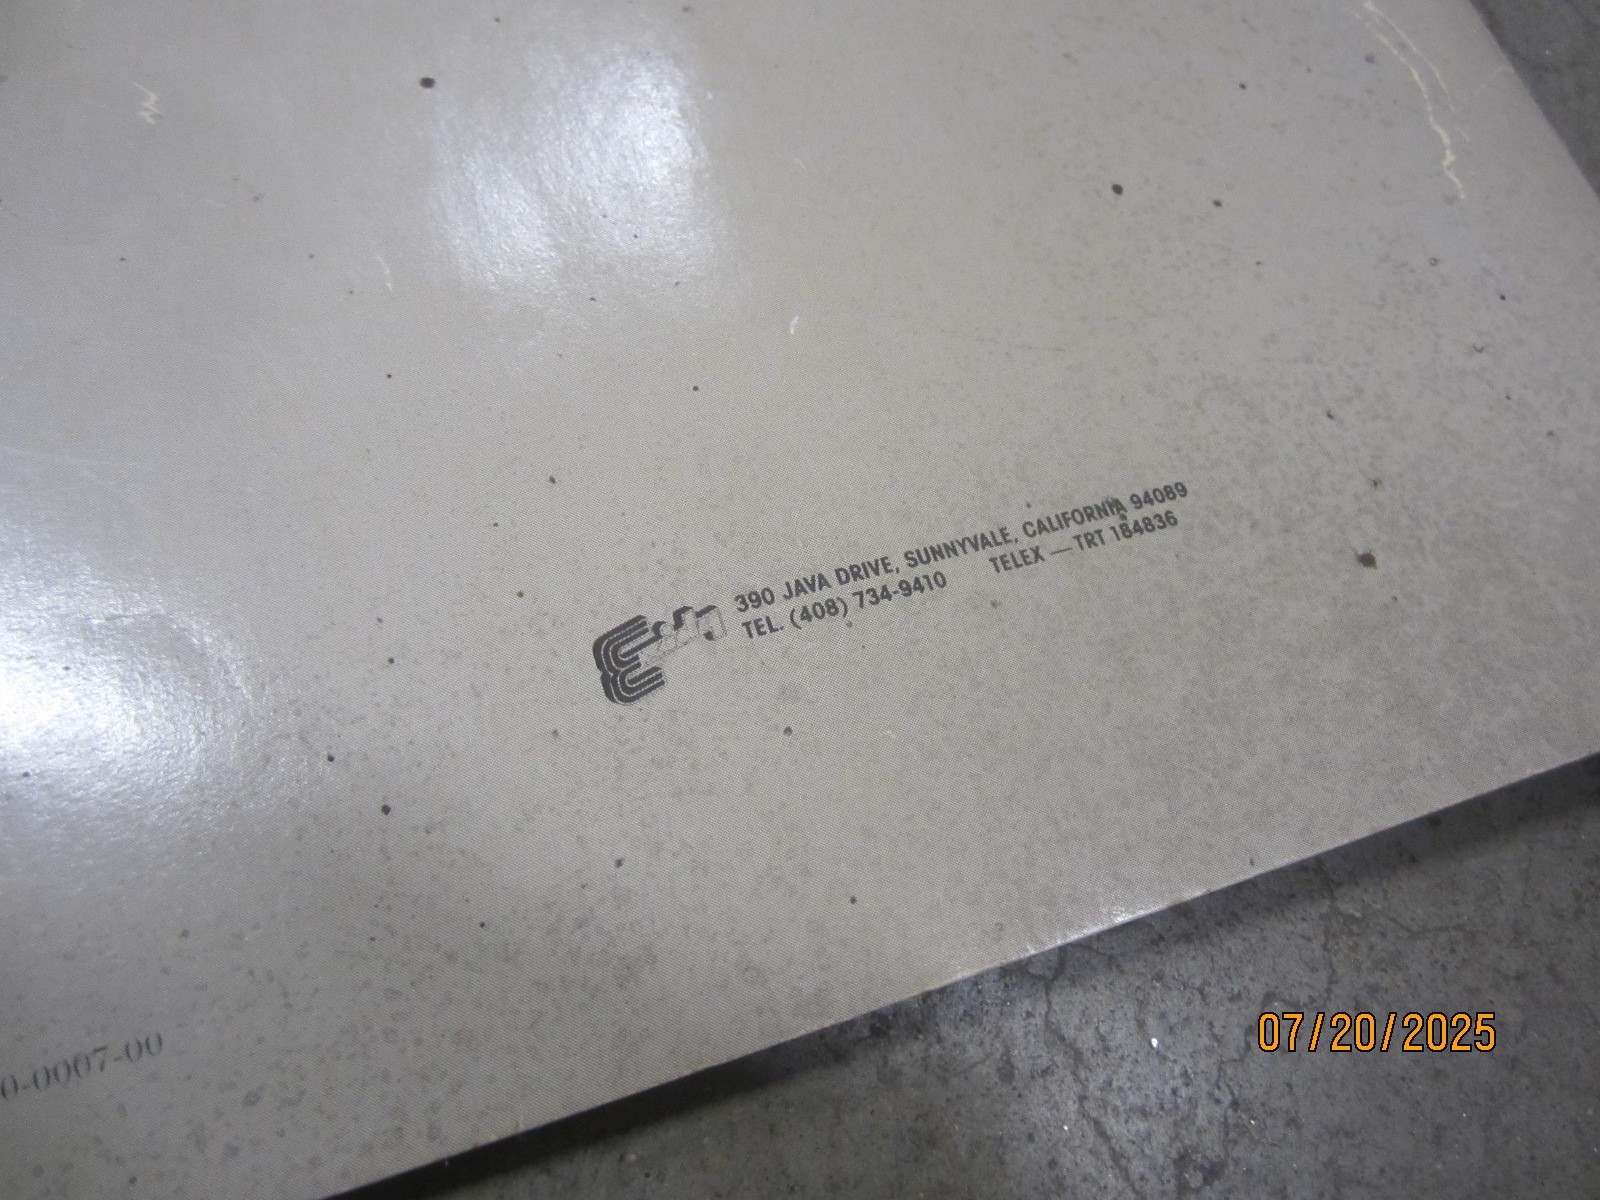 390 JAVA DRIVE, SUNNYVALE, CALIFORNIA 94089
TEL. (408) 734-9410 TELEX — TRT 184836
0-0007-00
07/20/2025